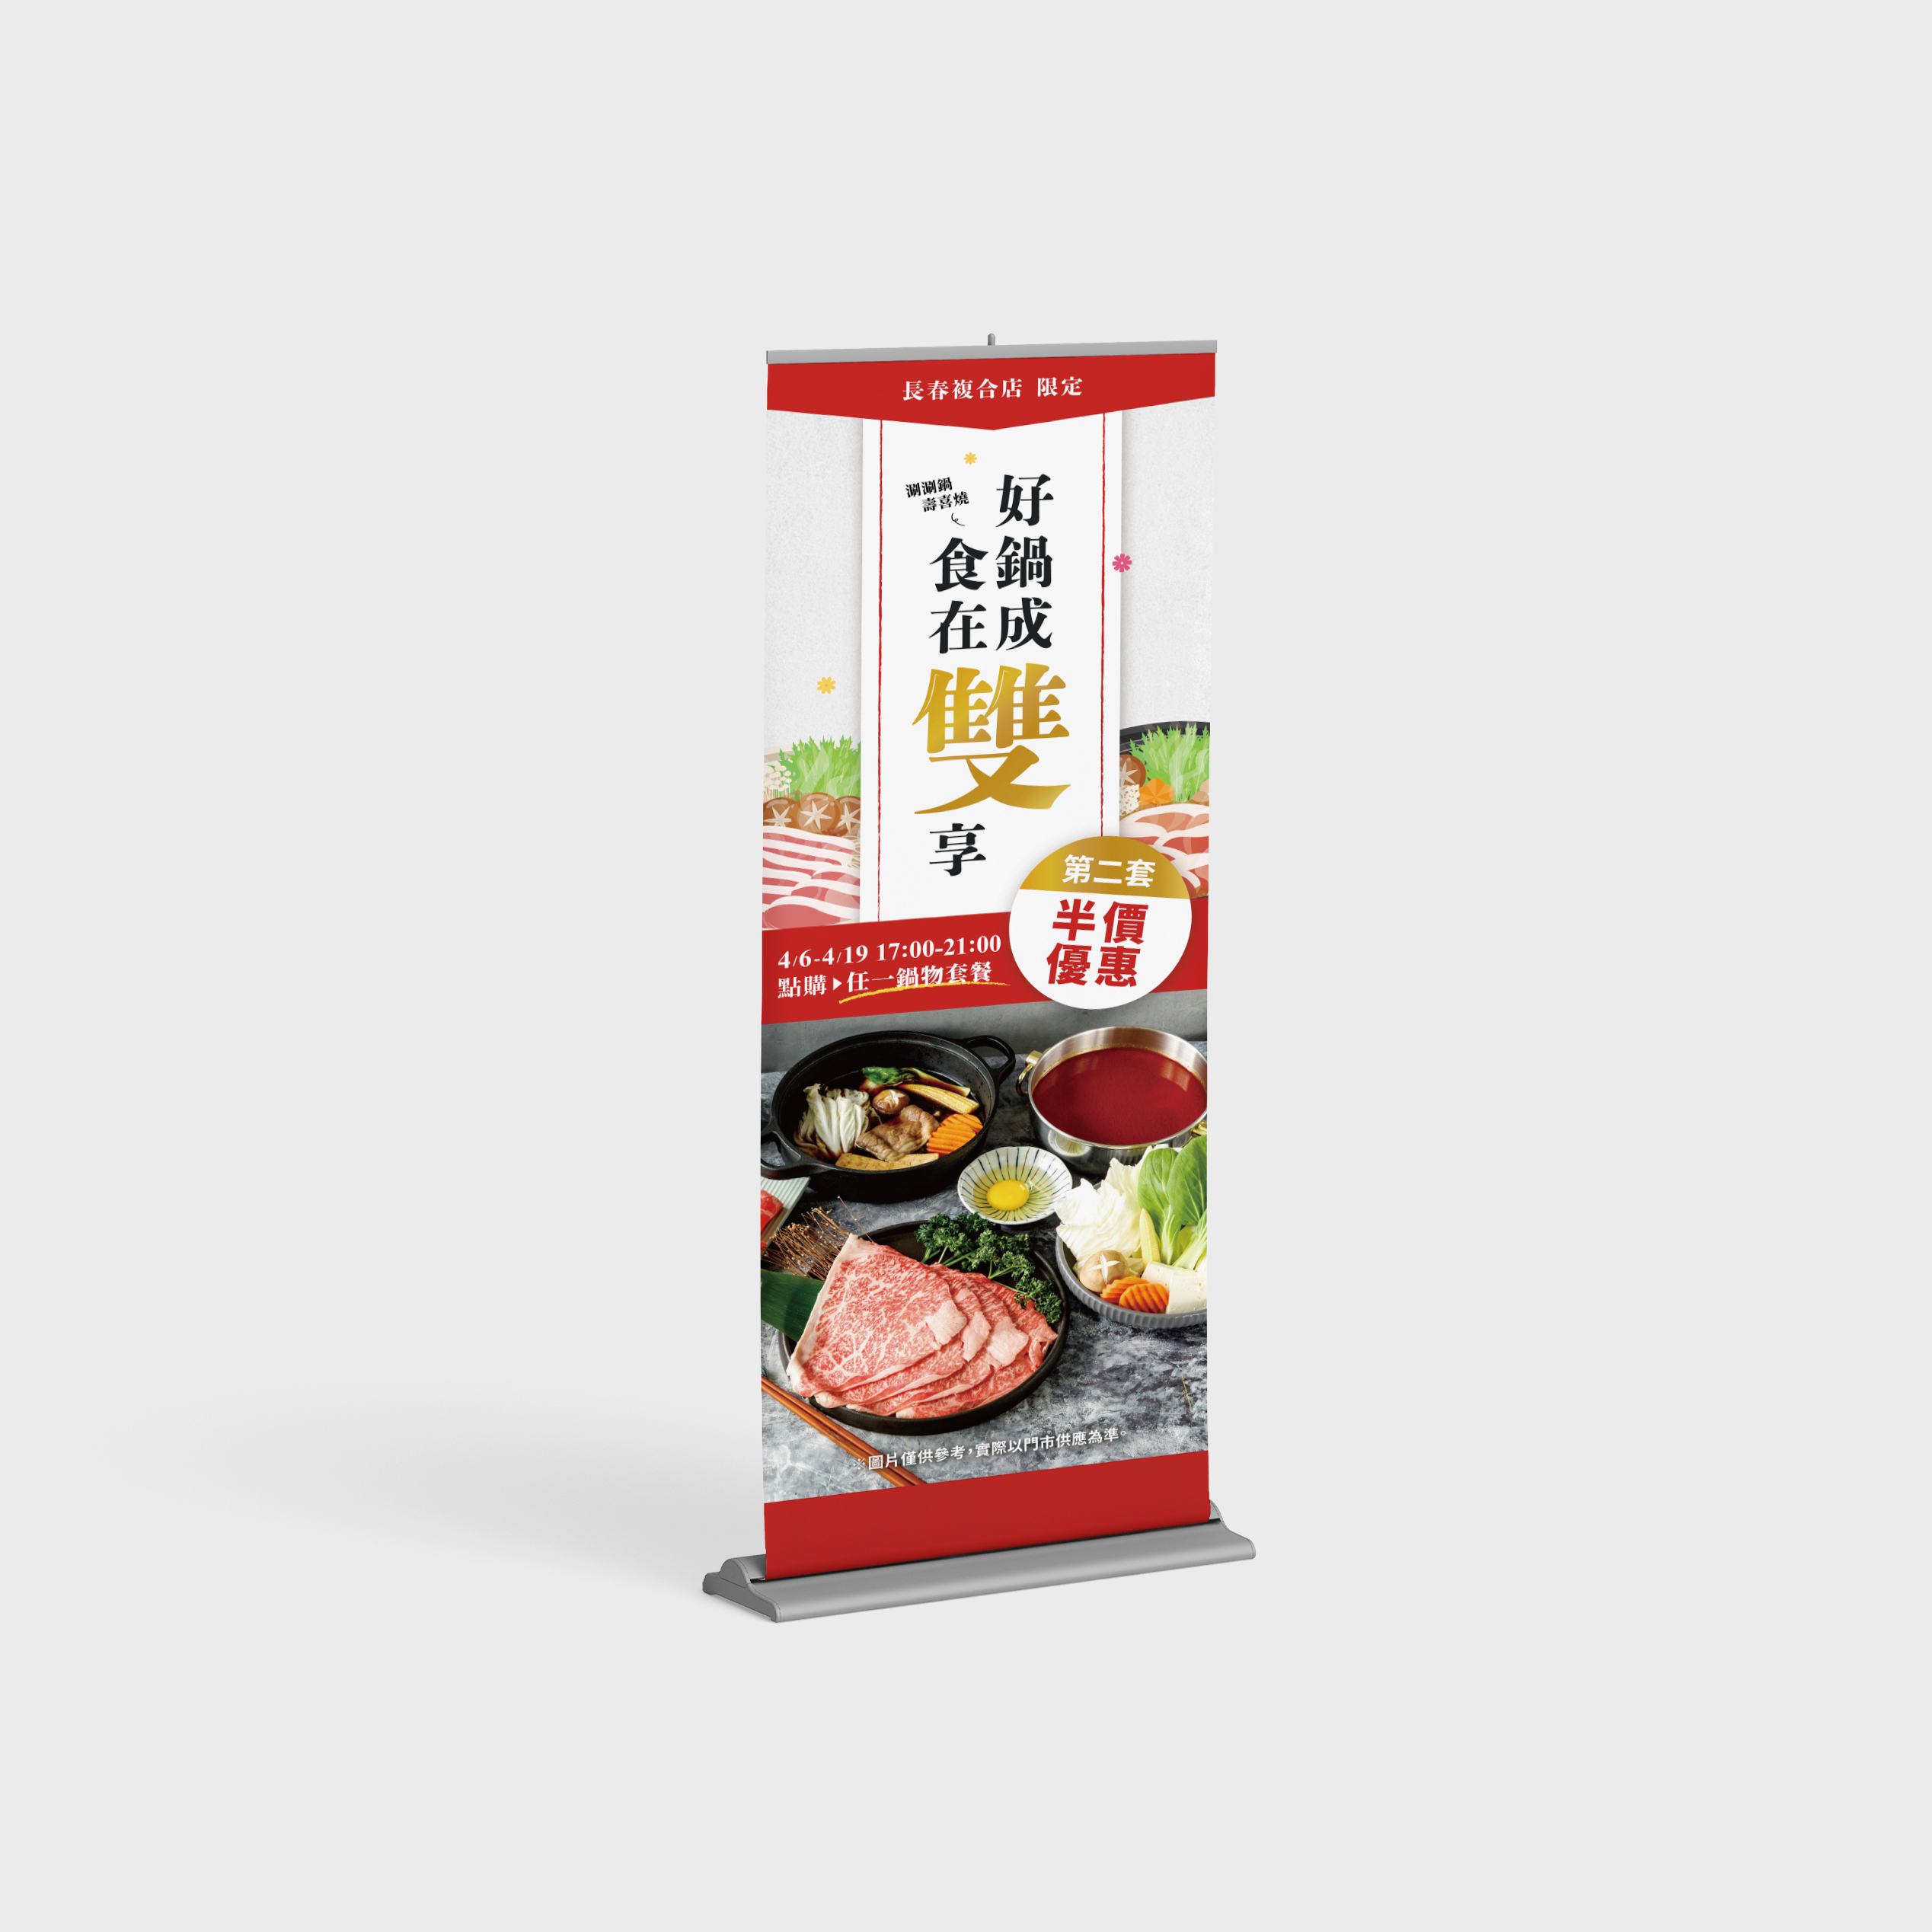 長春複合店 限定
好鍋成雙
涮涮鍋
壽喜燒
食在雙享
第二套
半價
優惠
4/6-4/19 17:00-21:00
點購▶任一鍋物套餐
※圖片僅供參考,實際以門市供應為準。